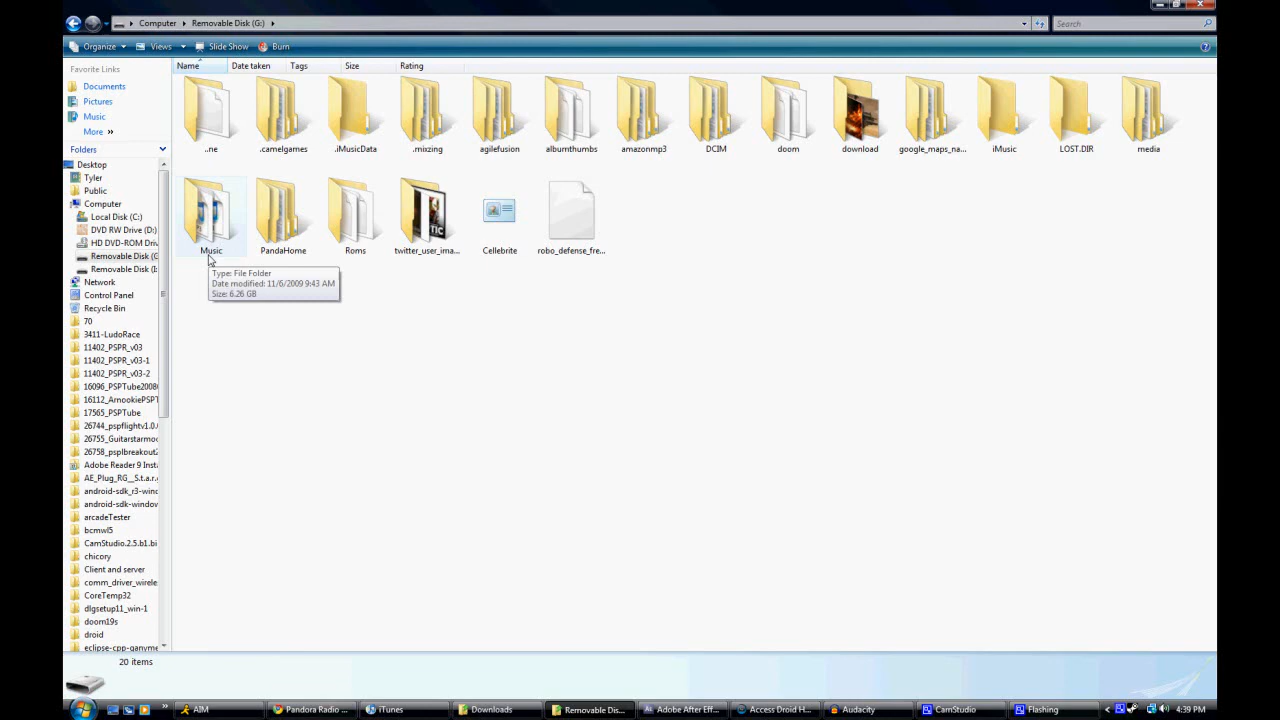 Computer ▸ Removable Disk (G:) ▸
Search
Organize Views Slide Show Burn
Favorite Links
Documents
Pictures
Music
More »
Folders
Desktop
Tyler
Public
Computer
Local Disk (C:)
DVD RW Drive (D:)
HD DVD-ROM Driv
Removable Disk (G
Removable Disk (I:
Network
Control Panel
Recycle Bin
70
3411-LudoRace
11402_PSPR_v03
11402_PSPR_v03-1
11402_PSPR_v03-2
16096_PSPTube2008
16112_ArnookiePSPT
17565_PSPTube
26744_pspflightv1.0.
26755_Guitarstarmo
26758_psplbreakout2
Adobe Reader 9 Insta
AE_Plug_RG__S.t.a.r.
android-sdk_r3-wind
android-sdk-window
arcadeTester
bcmwl5
CamStudio.2.5.b1.bi
chicory
Client and server
comm_driver_wirele
CoreTemp32
dlgsetup11_win-1
doom19s
droid
eclipse-cpp-ganyme
Name Date taken Tags Size Rating
..ne .camelgames .iMusicData .mixzing agilefusion albumthumbs amazonmp3 DCIM doom download google_maps_na... iMusic LOST.DIR media
Music PandaHome Roms twitter_user_ima... Cellebrite robo_defense_fre...
Type: File Folder
Date modified: 11/6/2009 9:43 AM
Size: 6.26 GB
20 items
AIM Pandora Radio ... iTunes Downloads Removable Dis... Adobe After Eff... Access Droid H... Audacity CamStudio Flashing 4:39 PM